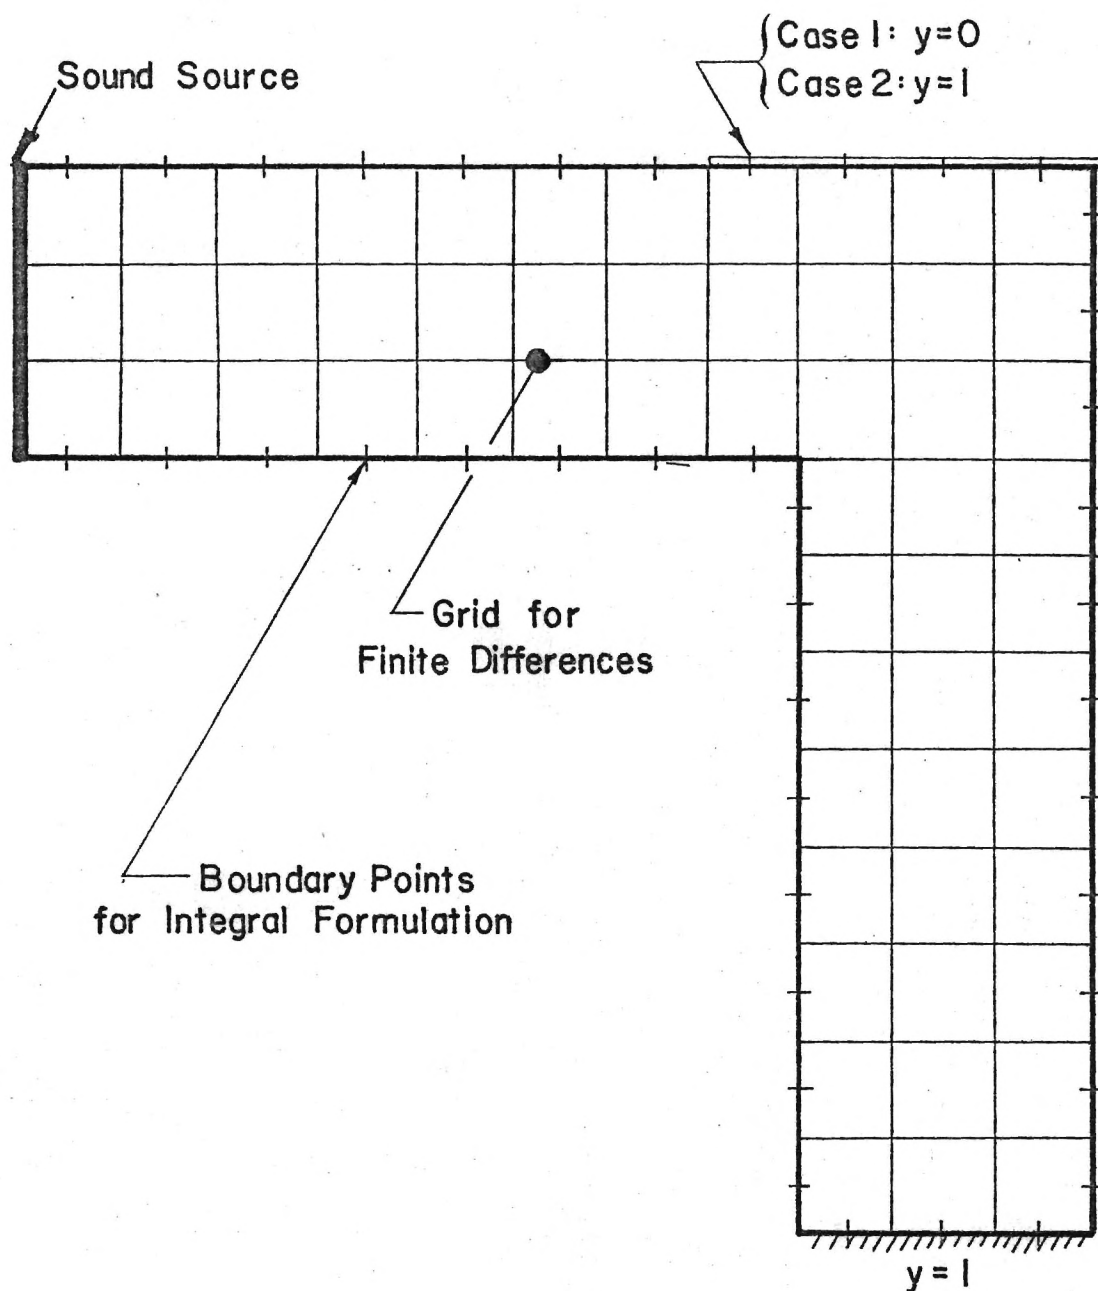 Sound Source
Case 1: y=0
Case 2: y=1
Grid for
Finite Differences
Boundary Points
for Integral Formulation
y = 1